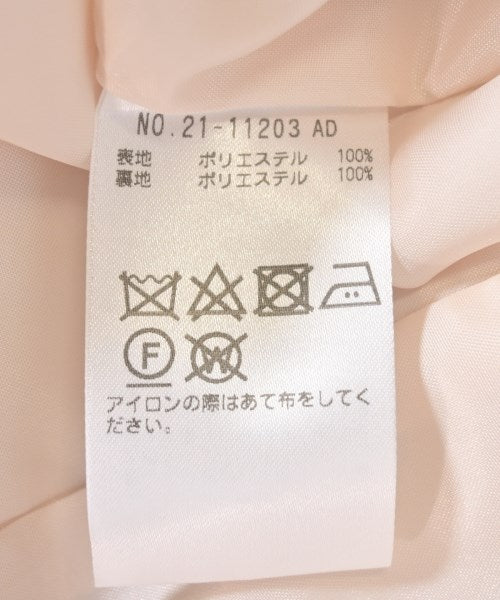 NO.21-11203 AD
表地 ポリエステル 100%
裏地 ポリエステル 100%
F W
アイロンの際はあて布をしてく
ださい。